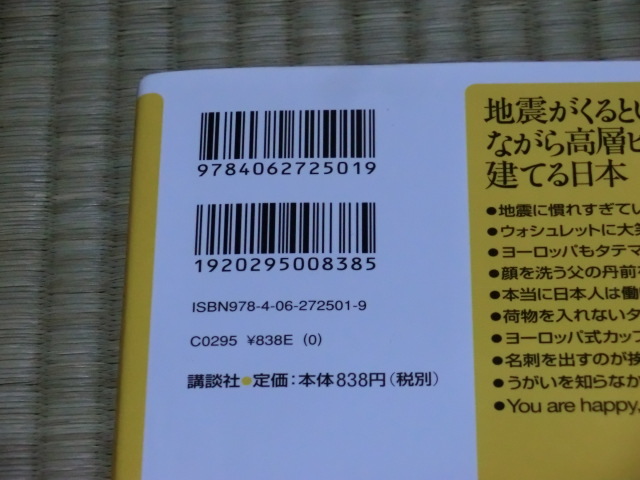 9784062725019
1920295008385
ISBN978-4-06-272501-9
C0295 ¥838E (0)
講談社●定価:本体838円(税別)
地震がくるとい
ながら高層ビ
建てる日本
●地震に慣れすぎてい
●ウォシュレットに大
●ヨーロッパもタテマ
●顔を洗う父の丹前
●本当に日本人は働
●荷物を入れないタ
●ヨーロッパ式カップ
●名刺を出すのが挨
●うがいを知らなか
●You are happy,